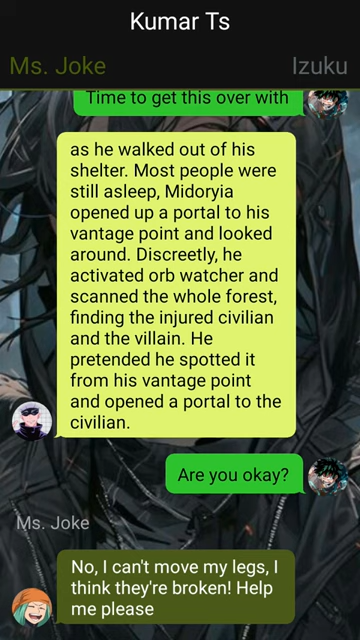 Kumar Ts
Ms. Joke Izuku
Time to get this over with
as he walked out of his
shelter. Most people were
still asleep, Midoryia
opened up a portal to his
vantage point and looked
around. Discreetly, he
activated orb watcher and
scanned the whole forest,
finding the injured civilian
and the villain. He
pretended he spotted it
from his vantage point
and opened a portal to the
civilian.
Are you okay?
Ms. Joke
No, I can't move my legs, I
think they're broken! Help
me please